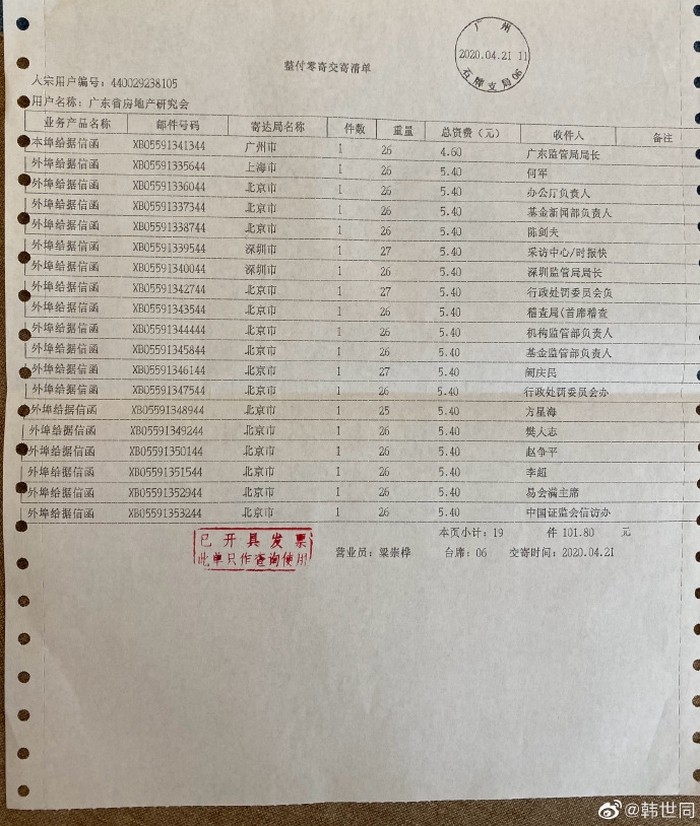 整付零寄交寄清单
广州
2020.04.21 11
石牌支局06
大宗用户编号: 440029238105
用户名称: 广东省房地产研究会
业务产品名称 邮件号码 寄达局名称 件数 重量 总资费（元） 收件人 备注
本埠给据信函 XB05591341344 广州市 1 26 4.60 广东监管局局长
外埠给据信函 XB05591335644 上海市 1 26 5.40 何军
外埠给据信函 XB05591336044 北京市 1 26 5.40 办公厅负责人
外埠给据信函 XB05591337344 北京市 1 26 5.40 基金新闻部负责人
外埠给据信函 XB05591338744 北京市 1 26 5.40 陈剑夫
外埠给据信函 XB05591339544 深圳市 1 27 5.40 采访中心/时报快
外埠给据信函 XB05591340044 深圳市 1 26 5.40 深圳监管局局长
外埠给据信函 XB05591342744 北京市 1 27 5.40 行政处罚委员会负
外埠给据信函 XB05591343544 北京市 1 26 5.40 稽查局(首席稽查
外埠给据信函 XB05591344444 北京市 1 26 5.40 机构监管部负责人
外埠给据信函 XB05591345844 北京市 1 26 5.40 基金监管部负责人
外埠给据信函 XB05591346144 北京市 1 27 5.40 阎庆民
外埠给据信函 XB05591347544 北京市 1 26 5.40 行政处罚委员会办
外埠给据信函 XB05591348944 北京市 1 25 5.40 方星海
外埠给据信函 XB05591349244 北京市 1 26 5.40 樊大志
外埠给据信函 XB05591350144 北京市 1 26 5.40 赵争平
外埠给据信函 XB05591351544 北京市 1 26 5.40 李超
外埠给据信函 XB05591352944 北京市 1 26 5.40 易会满主席
外埠给据信函 XB05591353244 北京市 1 26 5.40 中国证监会信访办
本页小计: 19 件 101.80 元
已开具发票
此单只作查询使用
营业员: 梁崇桦 台席: 06 交寄时间: 2020.04.21
@韩世同